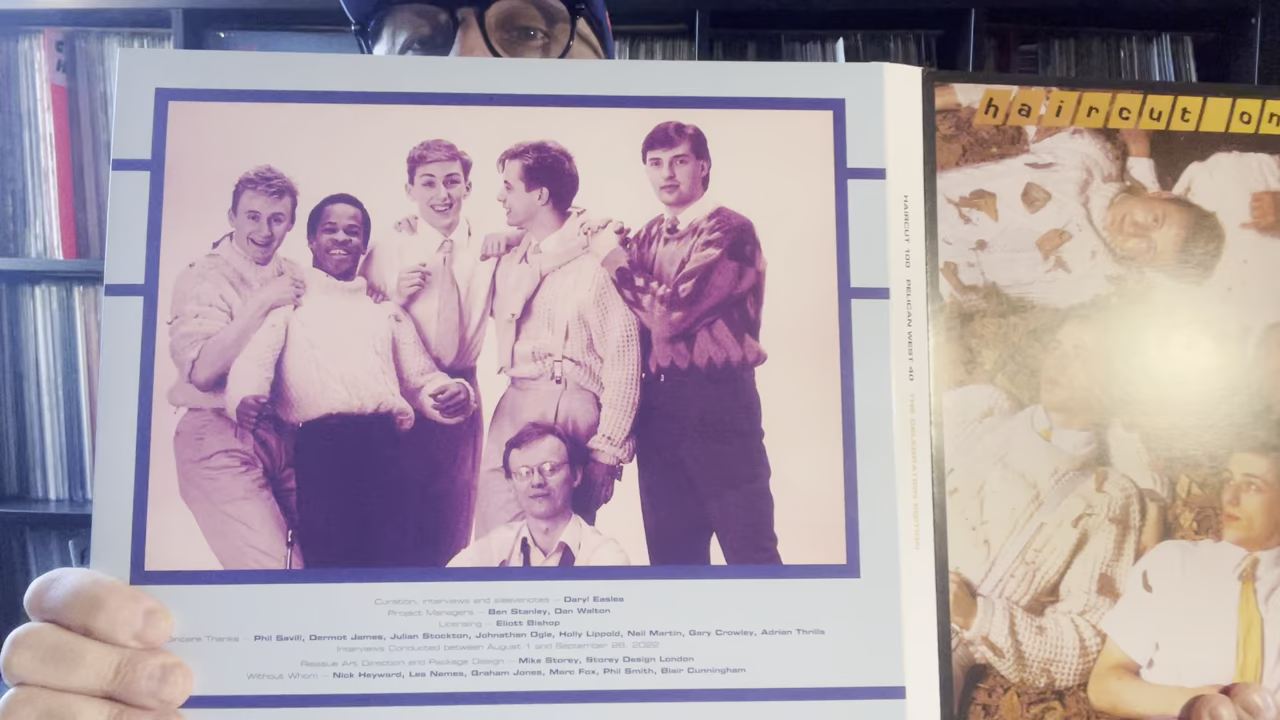 haircut on
HAIRCUT 100 PELICAN WEST 40 THE CELEBRATION EDITION
Curation, interviews and sleevenotes – Daryl Easlea
Project Managers – Ben Stanley, Dan Walton
Licensing – Eliott Bishop
Sincere Thanks – Phil Savill, Dermot James, Julian Stockton, Johnathan Ogle, Holly Lippold, Neil Martin, Gary Crowley, Adrian Thrills
Interviews Conducted between August 1 and September 28, 2022
Reissue Art Direction and Package Design – Mike Storey, Storey Design London
Without Whom – Nick Heyward, Les Nemes, Graham Jones, Marc Fox, Phil Smith, Blair Cunningham